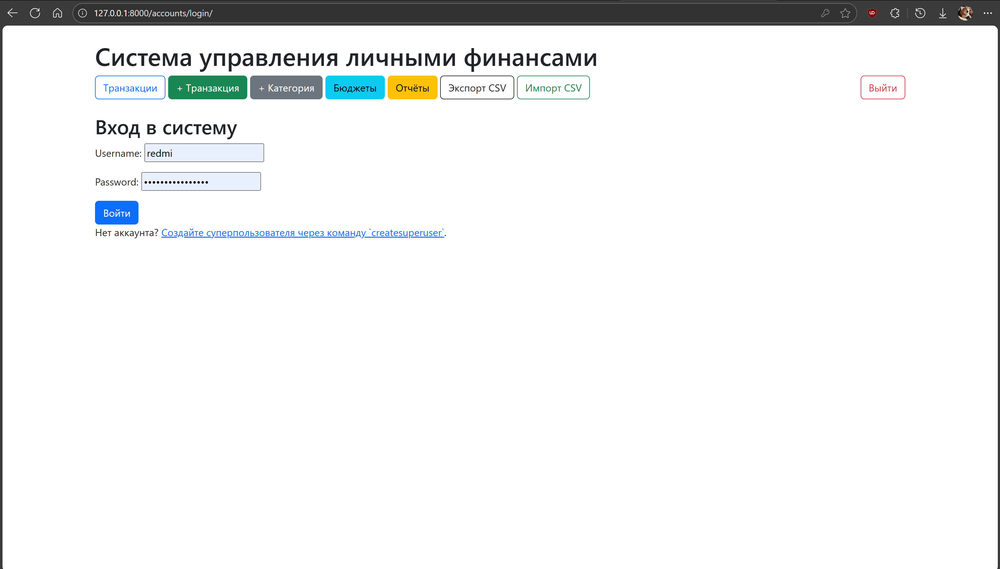 127.0.0.1:8000/accounts/login/
Система управления личными финансами
Транзакции + Транзакция + Категория Бюджеты Отчёты Экспорт CSV Импорт CSV Выйти
Вход в систему
Username: redmi
Password: ••••••••••••••••
Войти
Нет аккаунта? Создайте суперпользователя через команду `createsuperuser`.